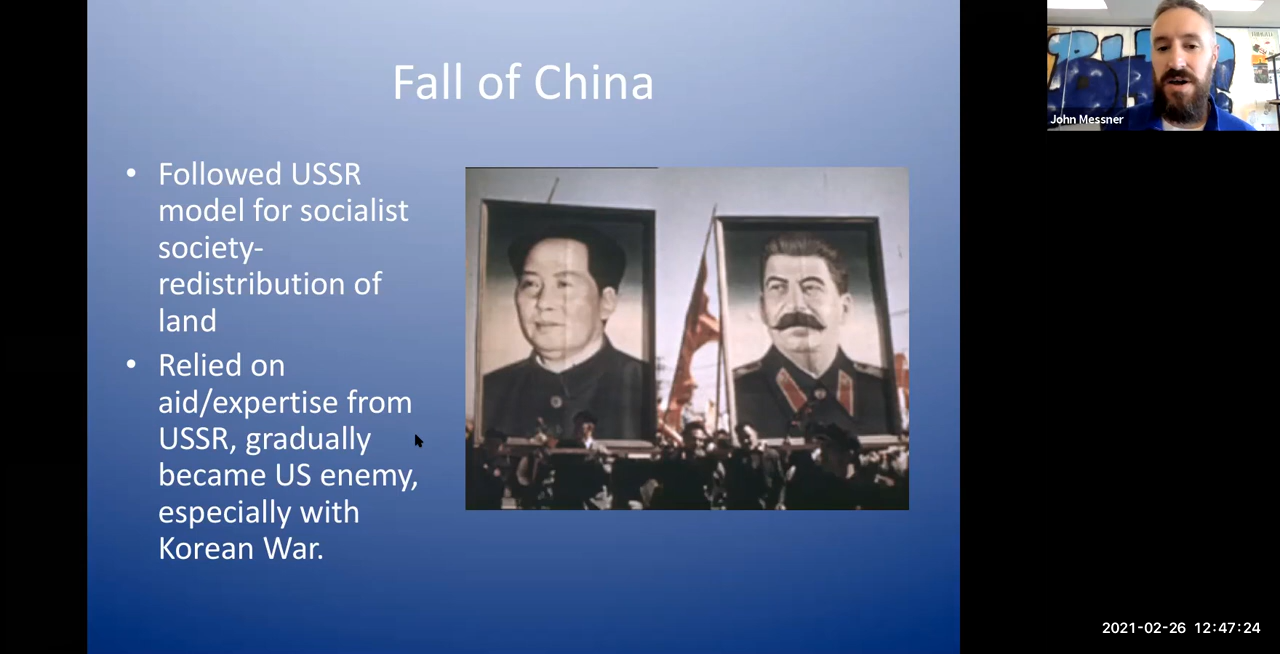 Fall of China
• Followed USSR
model for socialist
society-
redistribution of
land
• Relied on
aid/expertise from
USSR, gradually
became US enemy,
especially with
Korean War.
John Messner
2021-02-26 12:47:24